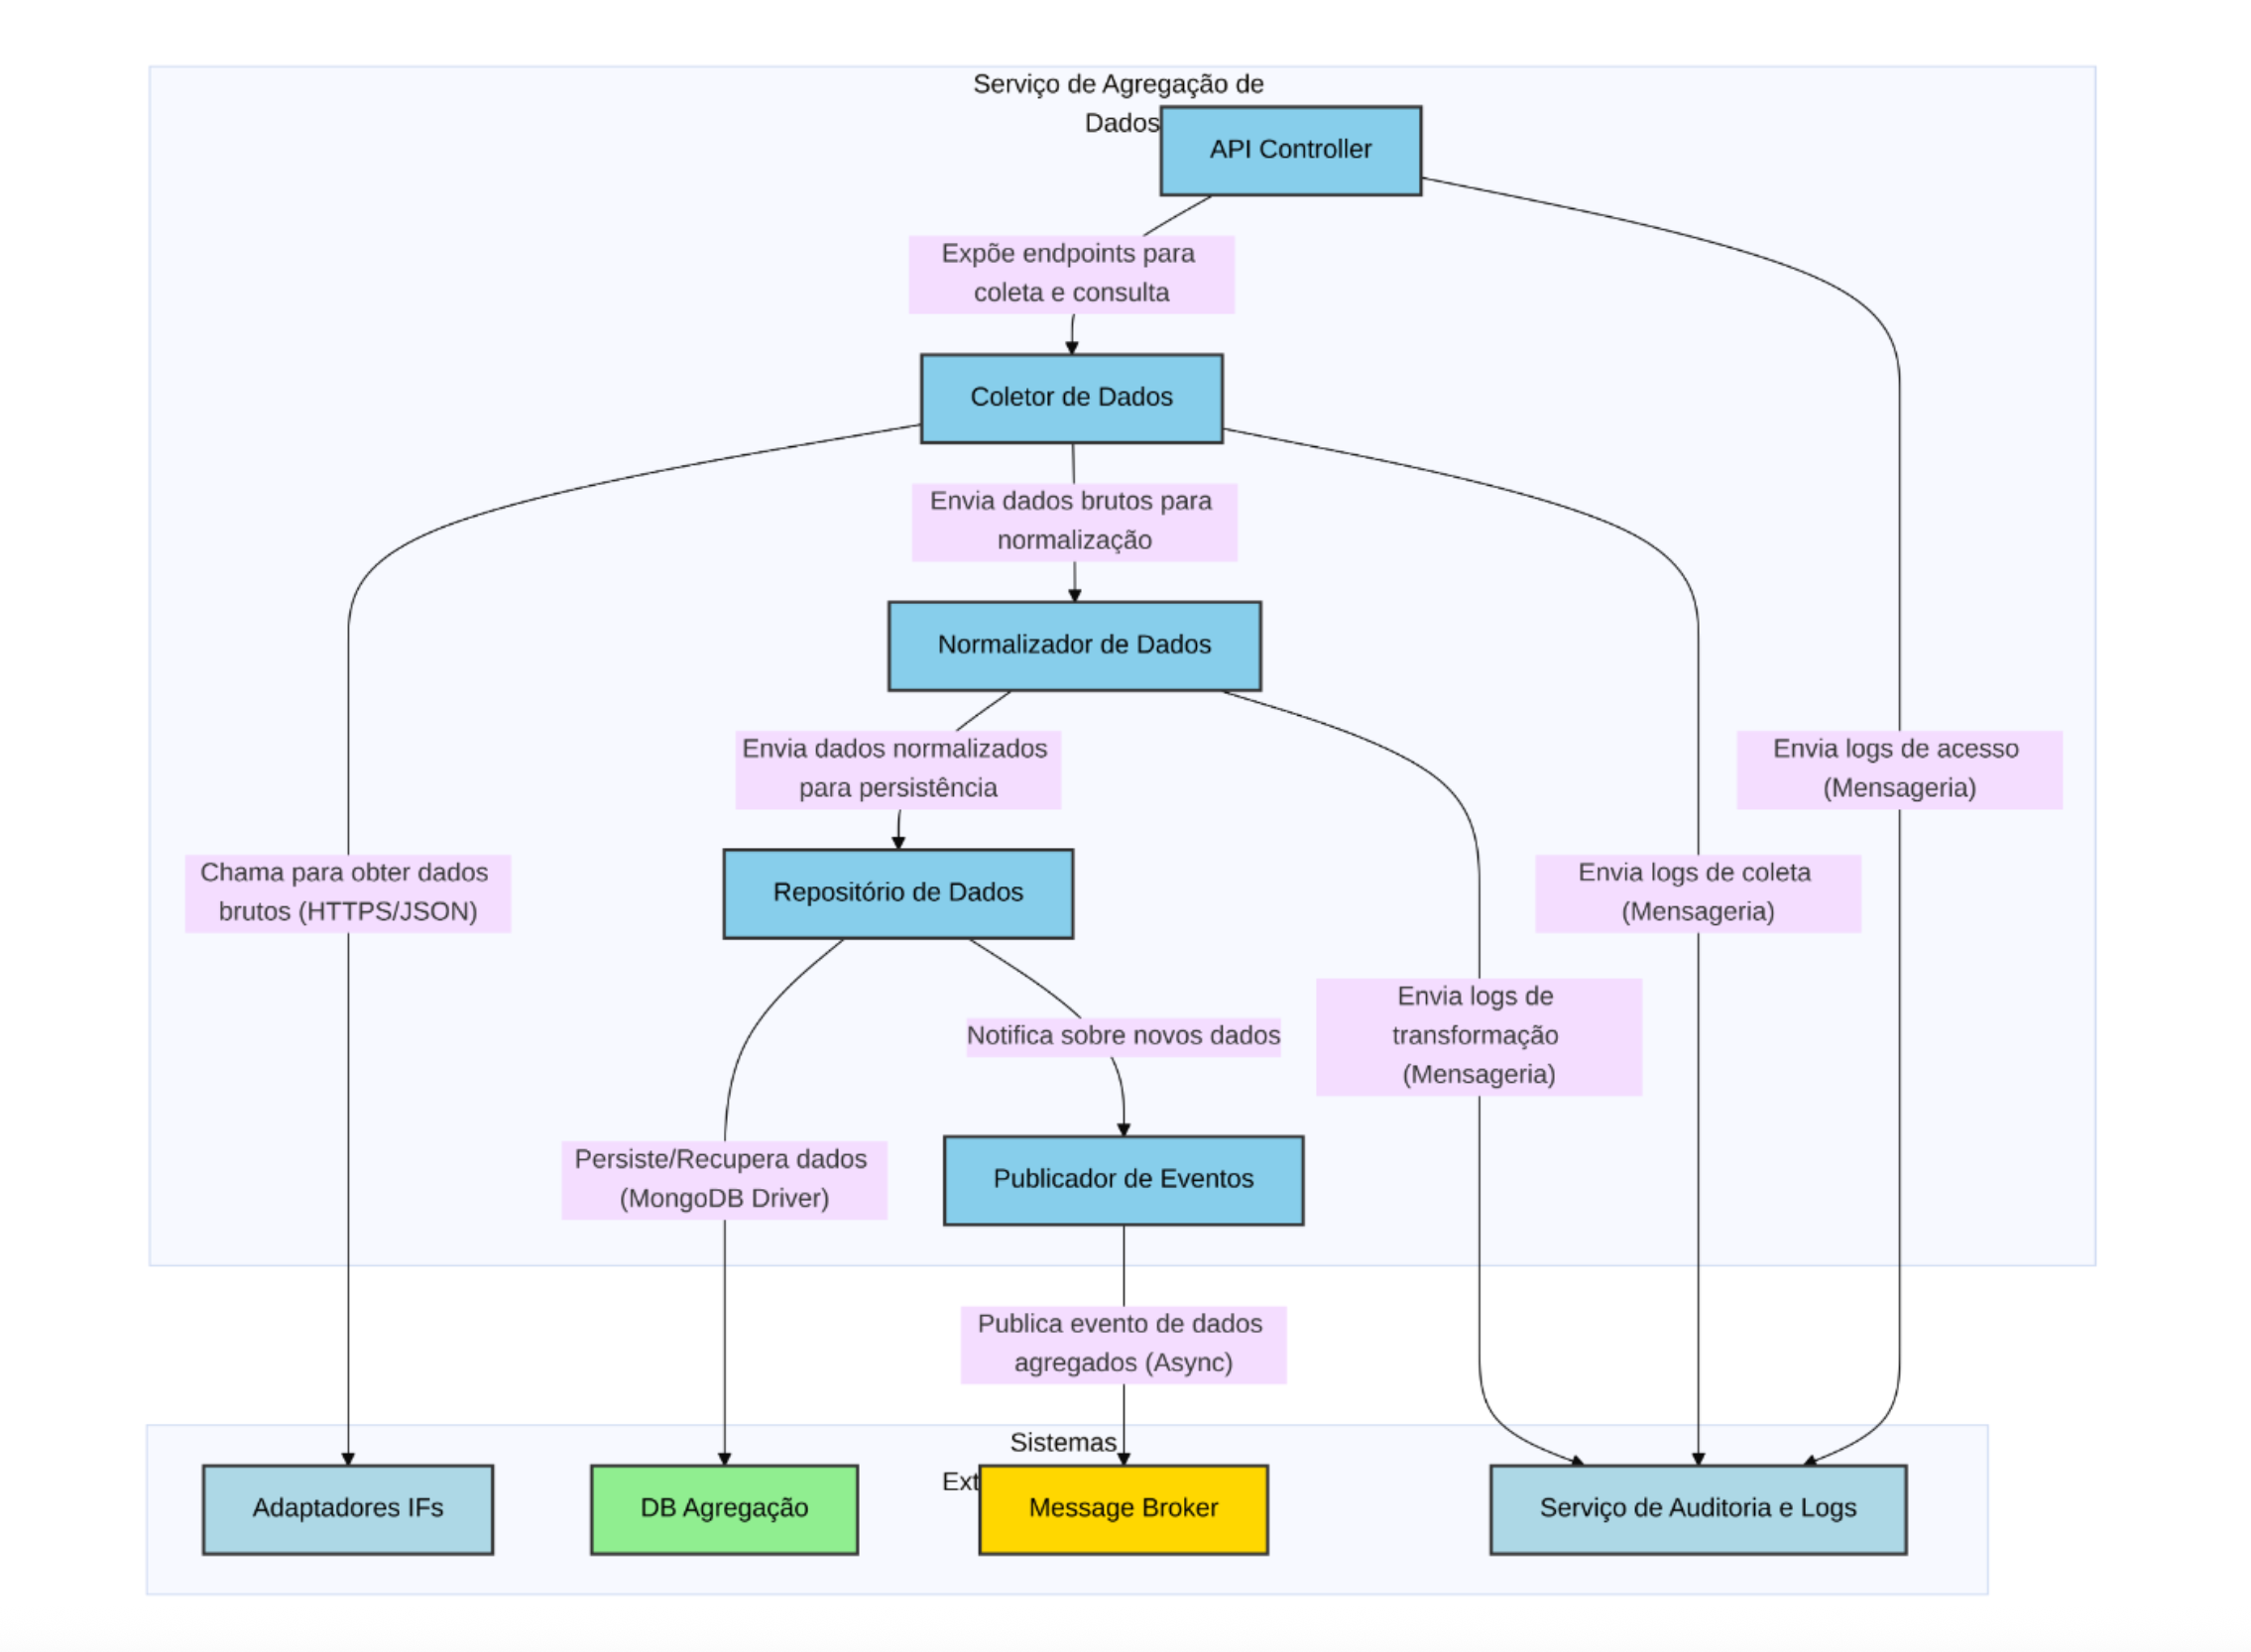 Serviço de Agregação de
Dados
API Controller
Expõe endpoints para
coleta e consulta
Coletor de Dados
Envia dados brutos para
normalização
Normalizador de Dados
Envia dados normalizados
para persistência
Envia logs de acesso
(Mensageria)
Chama para obter dados
brutos (HTTPS/JSON)
Repositório de Dados
Envia logs de coleta
(Mensageria)
Notifica sobre novos dados
Envia logs de
transformação
(Mensageria)
Persiste/Recupera dados
(MongoDB Driver)
Publicador de Eventos
Publica evento de dados
agregados (Async)
Sistemas
Ext
Adaptadores IFs
DB Agregação
Message Broker
Serviço de Auditoria e Logs